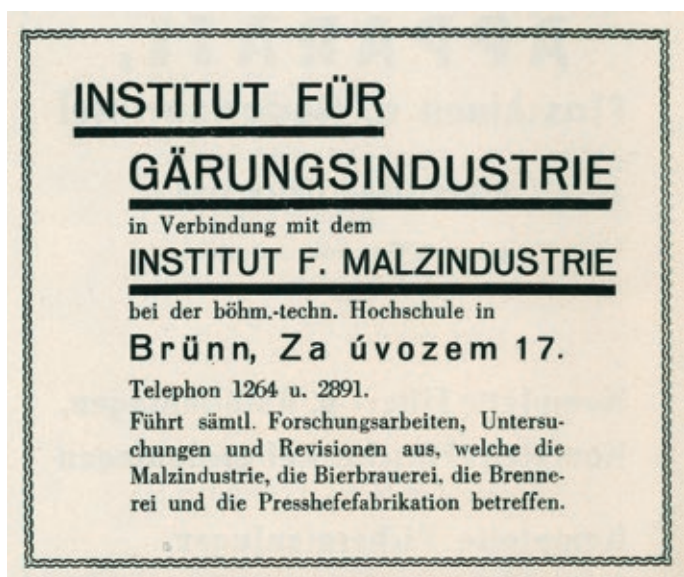 INSTITUT FÜR
GÄRUNGSINDUSTRIE
in Verbindung mit dem
INSTITUT F. MALZINDUSTRIE
bei der böhm.-techn. Hochschule in
Brünn, Za úvozem 17.
Telephon 1264 u. 2891.
Führt sämtl. Forschungsarbeiten, Untersu-
chungen und Revisionen aus, welche die
Malzindustrie, die Bierbrauerei, die Brenne-
rei und die Presshefefabrikation betreffen.